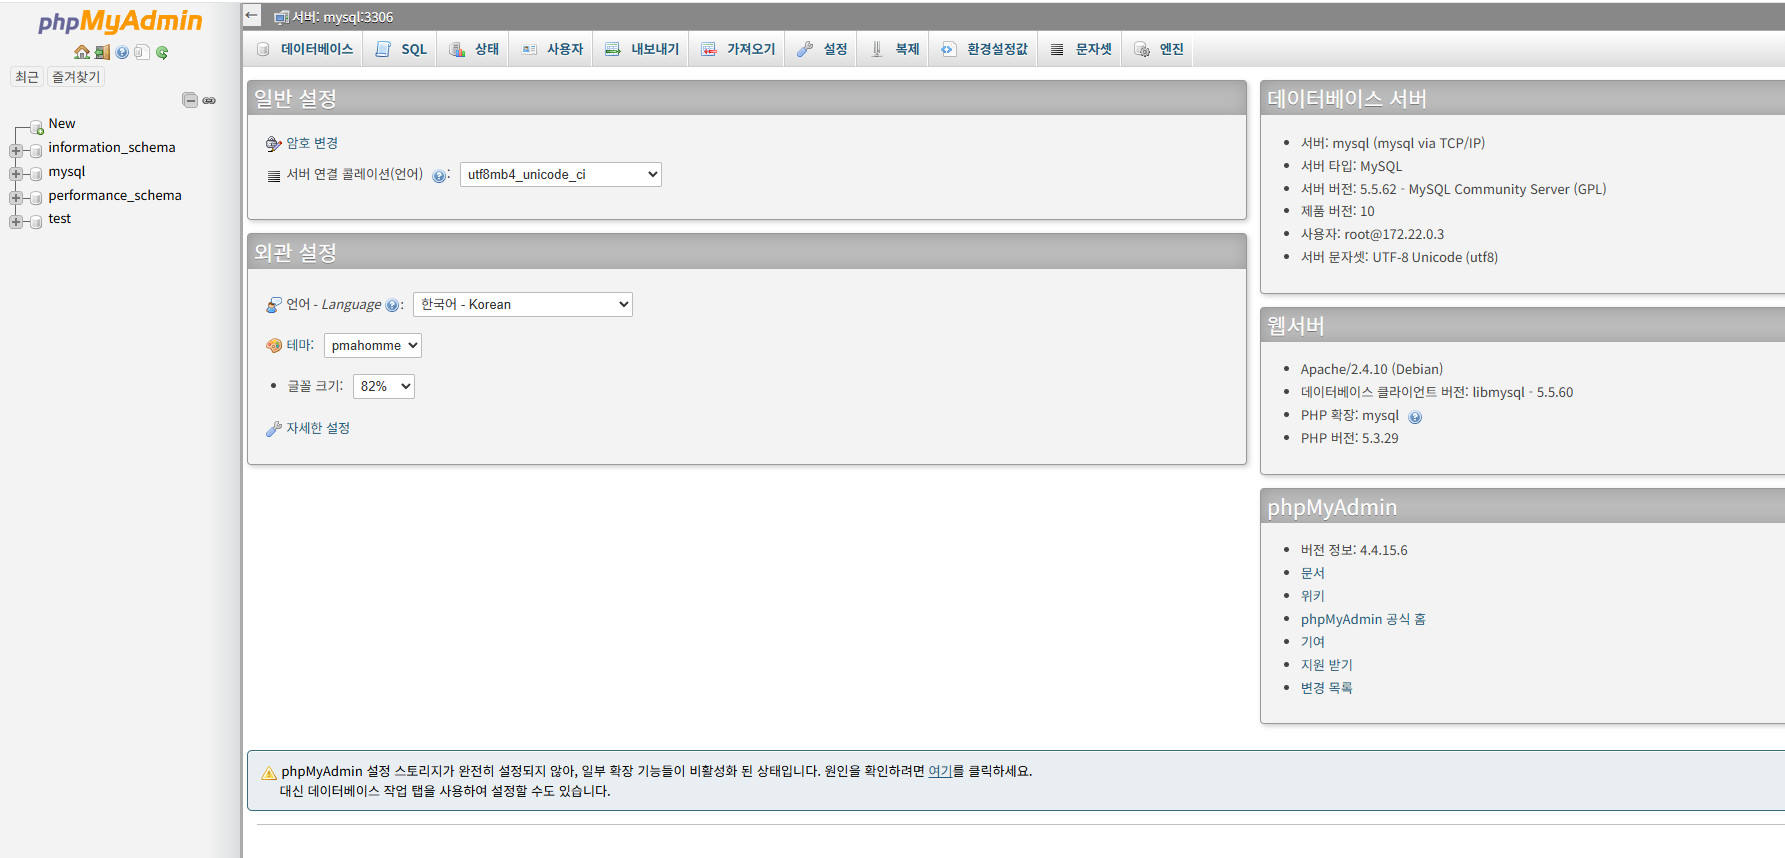 phpMyAdmin
최근 즐겨찾기
New
information_schema
mysql
performance_schema
test
서버: mysql:3306
데이터베이스 SQL 상태 사용자 내보내기 가져오기 설정 복제 환경설정값 문자셋 엔진
일반 설정
암호 변경
서버 연결 콜레이션(언어) : utf8mb4_unicode_ci
외관 설정
언어 - Language : 한국어 - Korean
테마: pmahomme
글꼴 크기: 82%
자세한 설정
데이터베이스 서버
서버: mysql (mysql via TCP/IP)
서버 타입: MySQL
서버 버전: 5.5.62 - MySQL Community Server (GPL)
제품 버전: 10
사용자: root@172.22.0.3
서버 문자셋: UTF-8 Unicode (utf8)
웹서버
Apache/2.4.10 (Debian)
데이터베이스 클라이언트 버전: libmysql - 5.5.60
PHP 확장: mysql
PHP 버전: 5.3.29
phpMyAdmin
버전 정보: 4.4.15.6
문서
위키
phpMyAdmin 공식 홈
기여
지원 받기
변경 목록
phpMyAdmin 설정 스토리지가 완전히 설정되지 않아, 일부 확장 기능들이 비활성화 된 상태입니다. 원인을 확인하려면 여기를 클릭하세요.
대신 데이터베이스 작업 탭을 사용하여 설정할 수도 있습니다.